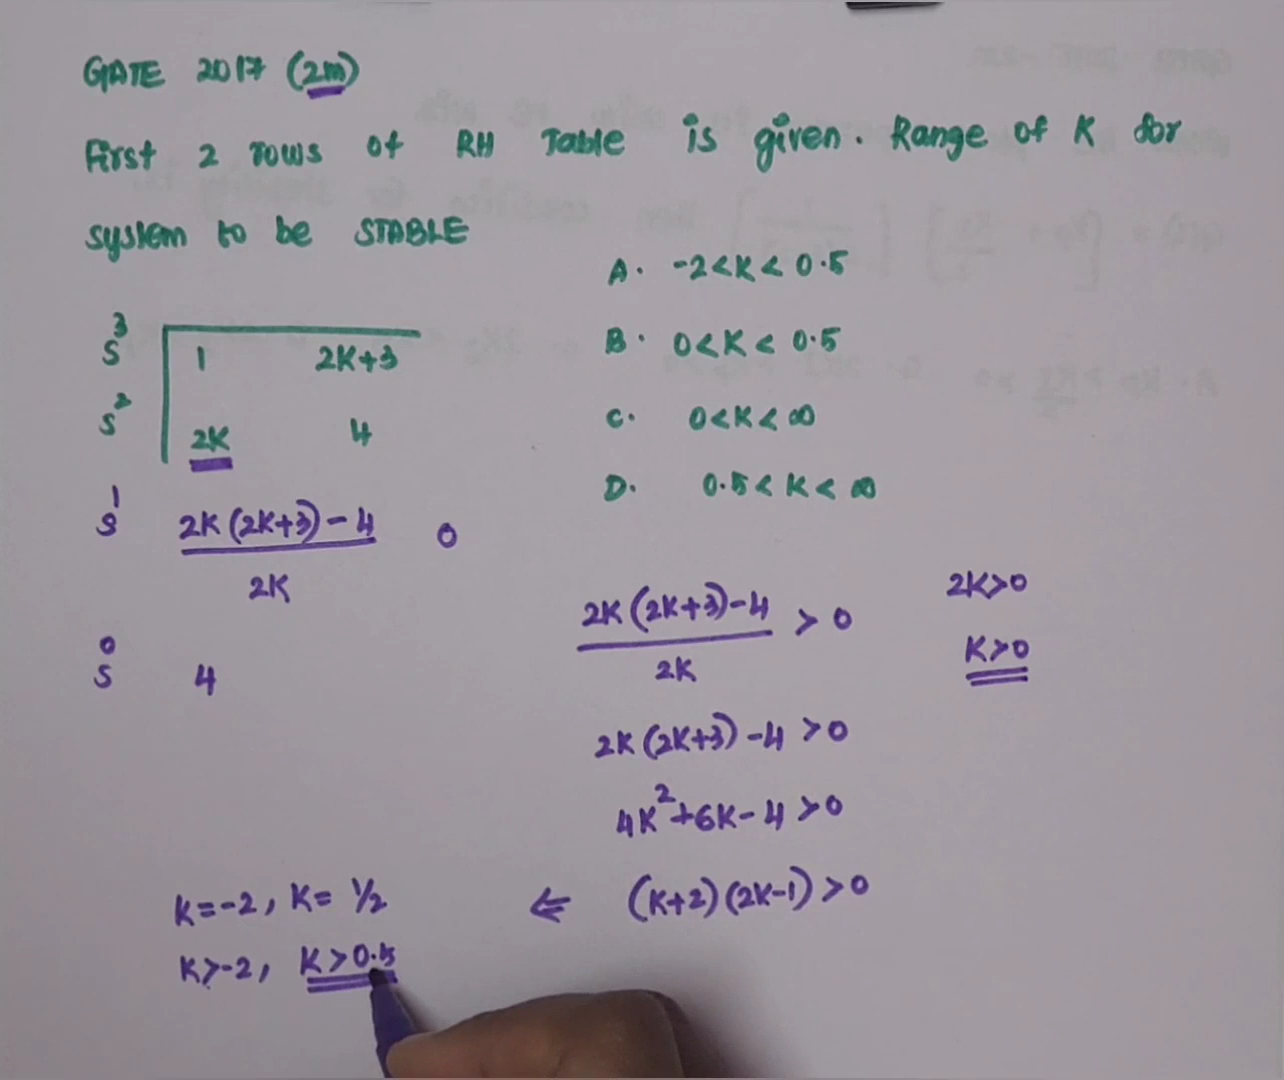 GATE 2017 (2m)
First 2 rows of RH Table is given. Range of K for
system to be STABLE
A. -2<K<0.5
B. 0<K<0.5
C. 0<K<∞
D. 0.5<K<∞
s³ 1 2K+3
s² 2K 4
s¹ 2K(2K+3)-4 0
2K
s⁰ 4
2K(2K+3)-4 > 0
2K
2K>0
K>0
2K(2K+3)-4 >0
4K²+6K-4>0
(K+2)(2K-1)>0
⇐
K=-2, K= 1/2
K>-2, K>0.5